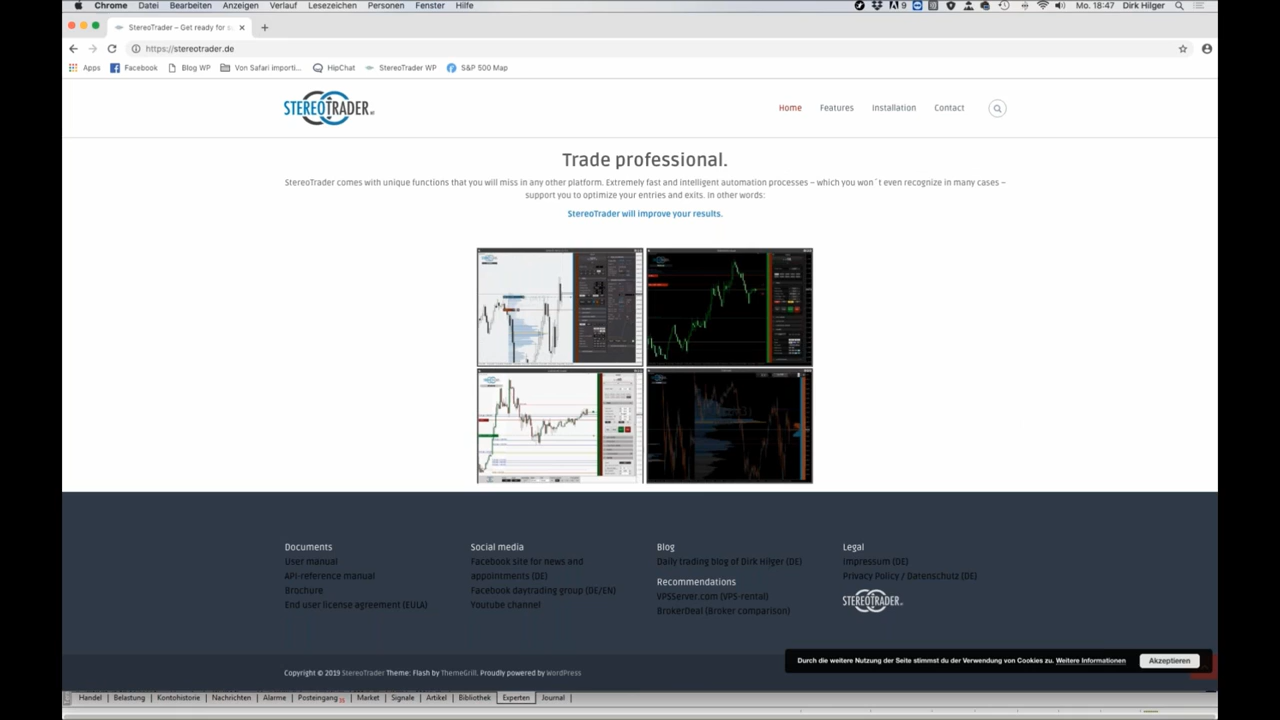 Chrome Datei Bearbeiten Anzeigen Verlauf Lesezeichen Personen Fenster Hilfe 9 Mo. 18:47 Dirk Hilger
StereoTrader – Get ready for
https://stereotrader.de
Apps Facebook Blog WP Von Safari importi... HipChat StereoTrader WP S&P 500 Map
STEREOTRADER
Home Features Installation Contact
Trade professional.
StereoTrader comes with unique functions that you will miss in any other platform. Extremely fast and intelligent automation processes – which you won´t even recognize in many cases –
support you to optimize your entries and exits. In other words:
StereoTrader will improve your results.
Documents
User manual
API-reference manual
Brochure
End user license agreement (EULA)
Social media
Facebook site for news and
appointments (DE)
Facebook daytrading group (DE/EN)
Youtube channel
Blog
Daily trading blog of Dirk Hilger (DE)
Recommendations
VPSServer.com (VPS-rental)
BrokerDeal (Broker comparison)
Legal
Impressum (DE)
Privacy Policy / Datenschutz (DE)
STEREOTRADER
Durch die weitere Nutzung der Seite stimmst du der Verwendung von Cookies zu. Weitere Informationen Akzeptieren
Copyright © 2019 StereoTrader Theme: Flash by ThemeGrill. Proudly powered by WordPress
Handel | Belastung | Kontohistorie | Nachrichten | Alarme | Posteingang | Market | Signale | Artikel | Bibliothek | Experten | Journal |